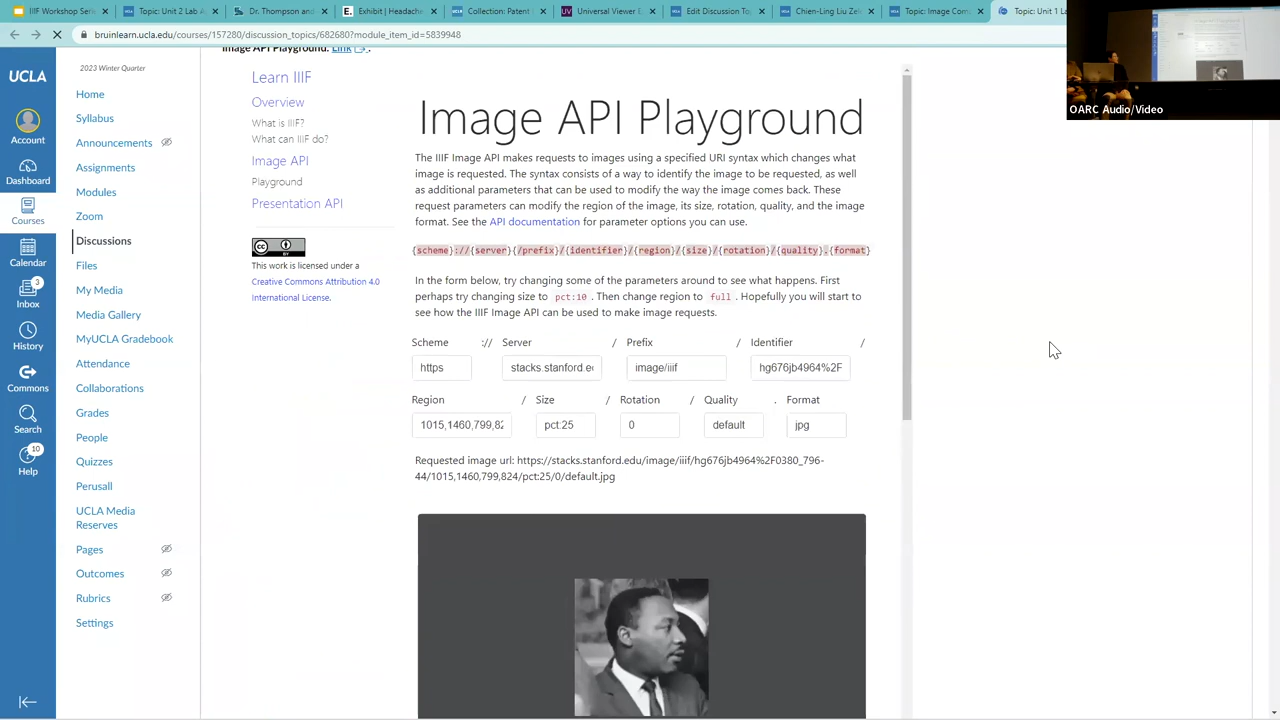 IIIF Workshop Serie
Topic: Unit 2 Lab A
Dr. Thompson and
Exhibit | Headache
Collection: Patent
Universal Viewer E
Edit Discussion Top
Chien-Ling Liu Zele
Topic: Image Com
Topic: Unit 1 La
bruinlearn.ucla.edu/courses/157280/discussion_topics/682680?module_item_id=5839948
OARC Audio/Video
UCLA
Account
Dashboard
Courses
Calendar
3
Inbox
History
Commons
Search
10
Help
2023 Winter Quarter
Home
Syllabus
Announcements
Assignments
Modules
Zoom
Discussions
Files
My Media
Media Gallery
MyUCLA Gradebook
Attendance
Collaborations
Grades
People
Quizzes
Perusall
UCLA Media
Reserves
Pages
Outcomes
Rubrics
Settings
Image API Playground. Link
Learn IIIF
Overview
What is IIIF?
What can IIIF do?
Image API
Playground
Presentation API
CC BY
This work is licensed under a
Creative Commons Attribution 4.0
International License.
Image API Playground
The IIIF Image API makes requests to images using a specified URI syntax which changes what
image is requested. The syntax consists of a way to identify the image to be requested, as well
as additional parameters that can be used to modify the way the image comes back. These
request parameters can modify the region of the image, its size, rotation, quality, and the image
format. See the API documentation for parameter options you can use.
{scheme}://{server}{/prefix}/{identifier}/{region}/{size}/{rotation}/{quality}.{format}
In the form below, try changing some of the parameters around to see what happens. First
perhaps try changing size to pct:10 . Then change region to full . Hopefully you will start to
see how the IIIF Image API can be used to make image requests.
Scheme :// Server / Prefix / Identifier /
https stacks.stanford.e image/iiif hg676jb4964%2F
Region / Size / Rotation / Quality . Format
1015,1460,799,82 pct:25 0 default jpg
Requested image url: https://stacks.stanford.edu/image/iiif/hg676jb4964%2F0380_796-
44/1015,1460,799,824/pct:25/0/default.jpg